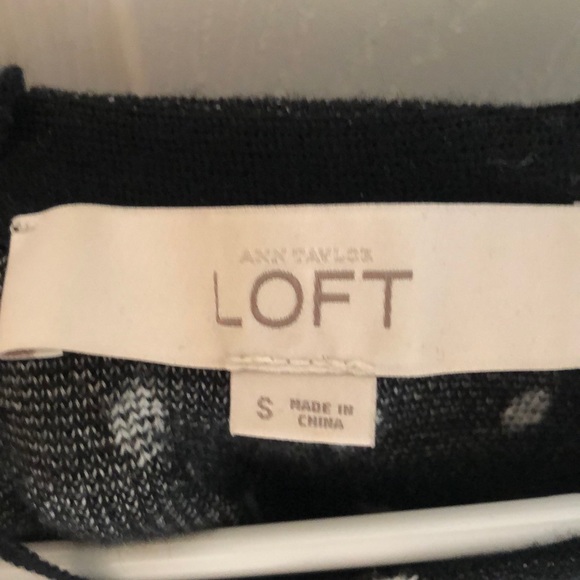 ANN TAYLOR
LOFT
S
MADE IN
CHINA